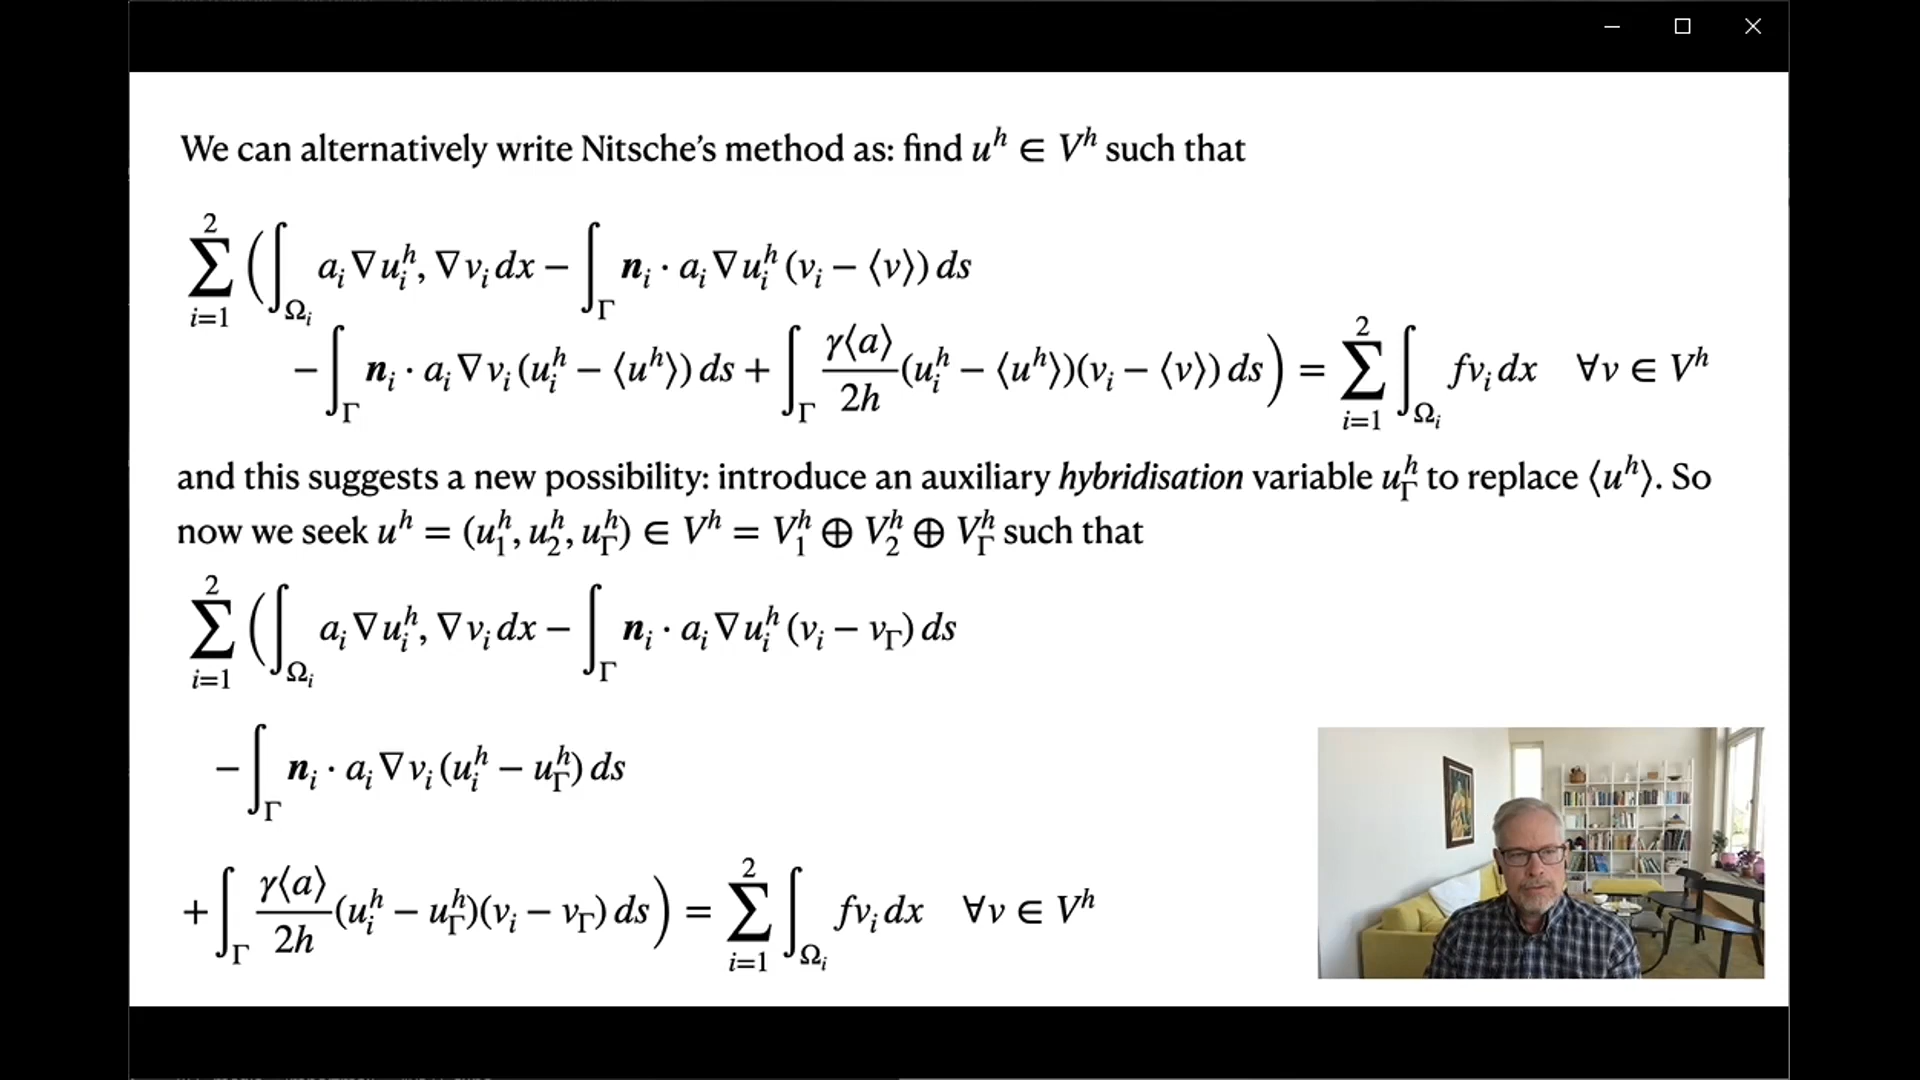 We can alternatively write Nitsche’s method as: find u^h ∈ V^h such that
∑_{i=1}^{2} ( ∫_{Ω_i} a_i ∇u_i^h, ∇v_i dx − ∫_Γ n_i · a_i ∇u_i^h (v_i − ⟨v⟩) ds
− ∫_Γ n_i · a_i ∇v_i (u_i^h − ⟨u^h⟩) ds + ∫_Γ γ⟨a⟩/2h (u_i^h − ⟨u^h⟩)(v_i − ⟨v⟩) ds ) = ∑_{i=1}^{2} ∫_{Ω_i} fv_i dx ∀v ∈ V^h
and this suggests a new possibility: introduce an auxiliary hybridisation variable u_Γ^h to replace ⟨u^h⟩. So
now we seek u^h = (u_1^h, u_2^h, u_Γ^h) ∈ V^h = V_1^h ⊕ V_2^h ⊕ V_Γ^h such that
∑_{i=1}^{2} ( ∫_{Ω_i} a_i ∇u_i^h, ∇v_i dx − ∫_Γ n_i · a_i ∇u_i^h (v_i − v_Γ) ds
− ∫_Γ n_i · a_i ∇v_i (u_i^h − u_Γ^h) ds
+ ∫_Γ γ⟨a⟩/2h (u_i^h − u_Γ^h)(v_i − v_Γ) ds ) = ∑_{i=1}^{2} ∫_{Ω_i} fv_i dx ∀v ∈ V^h